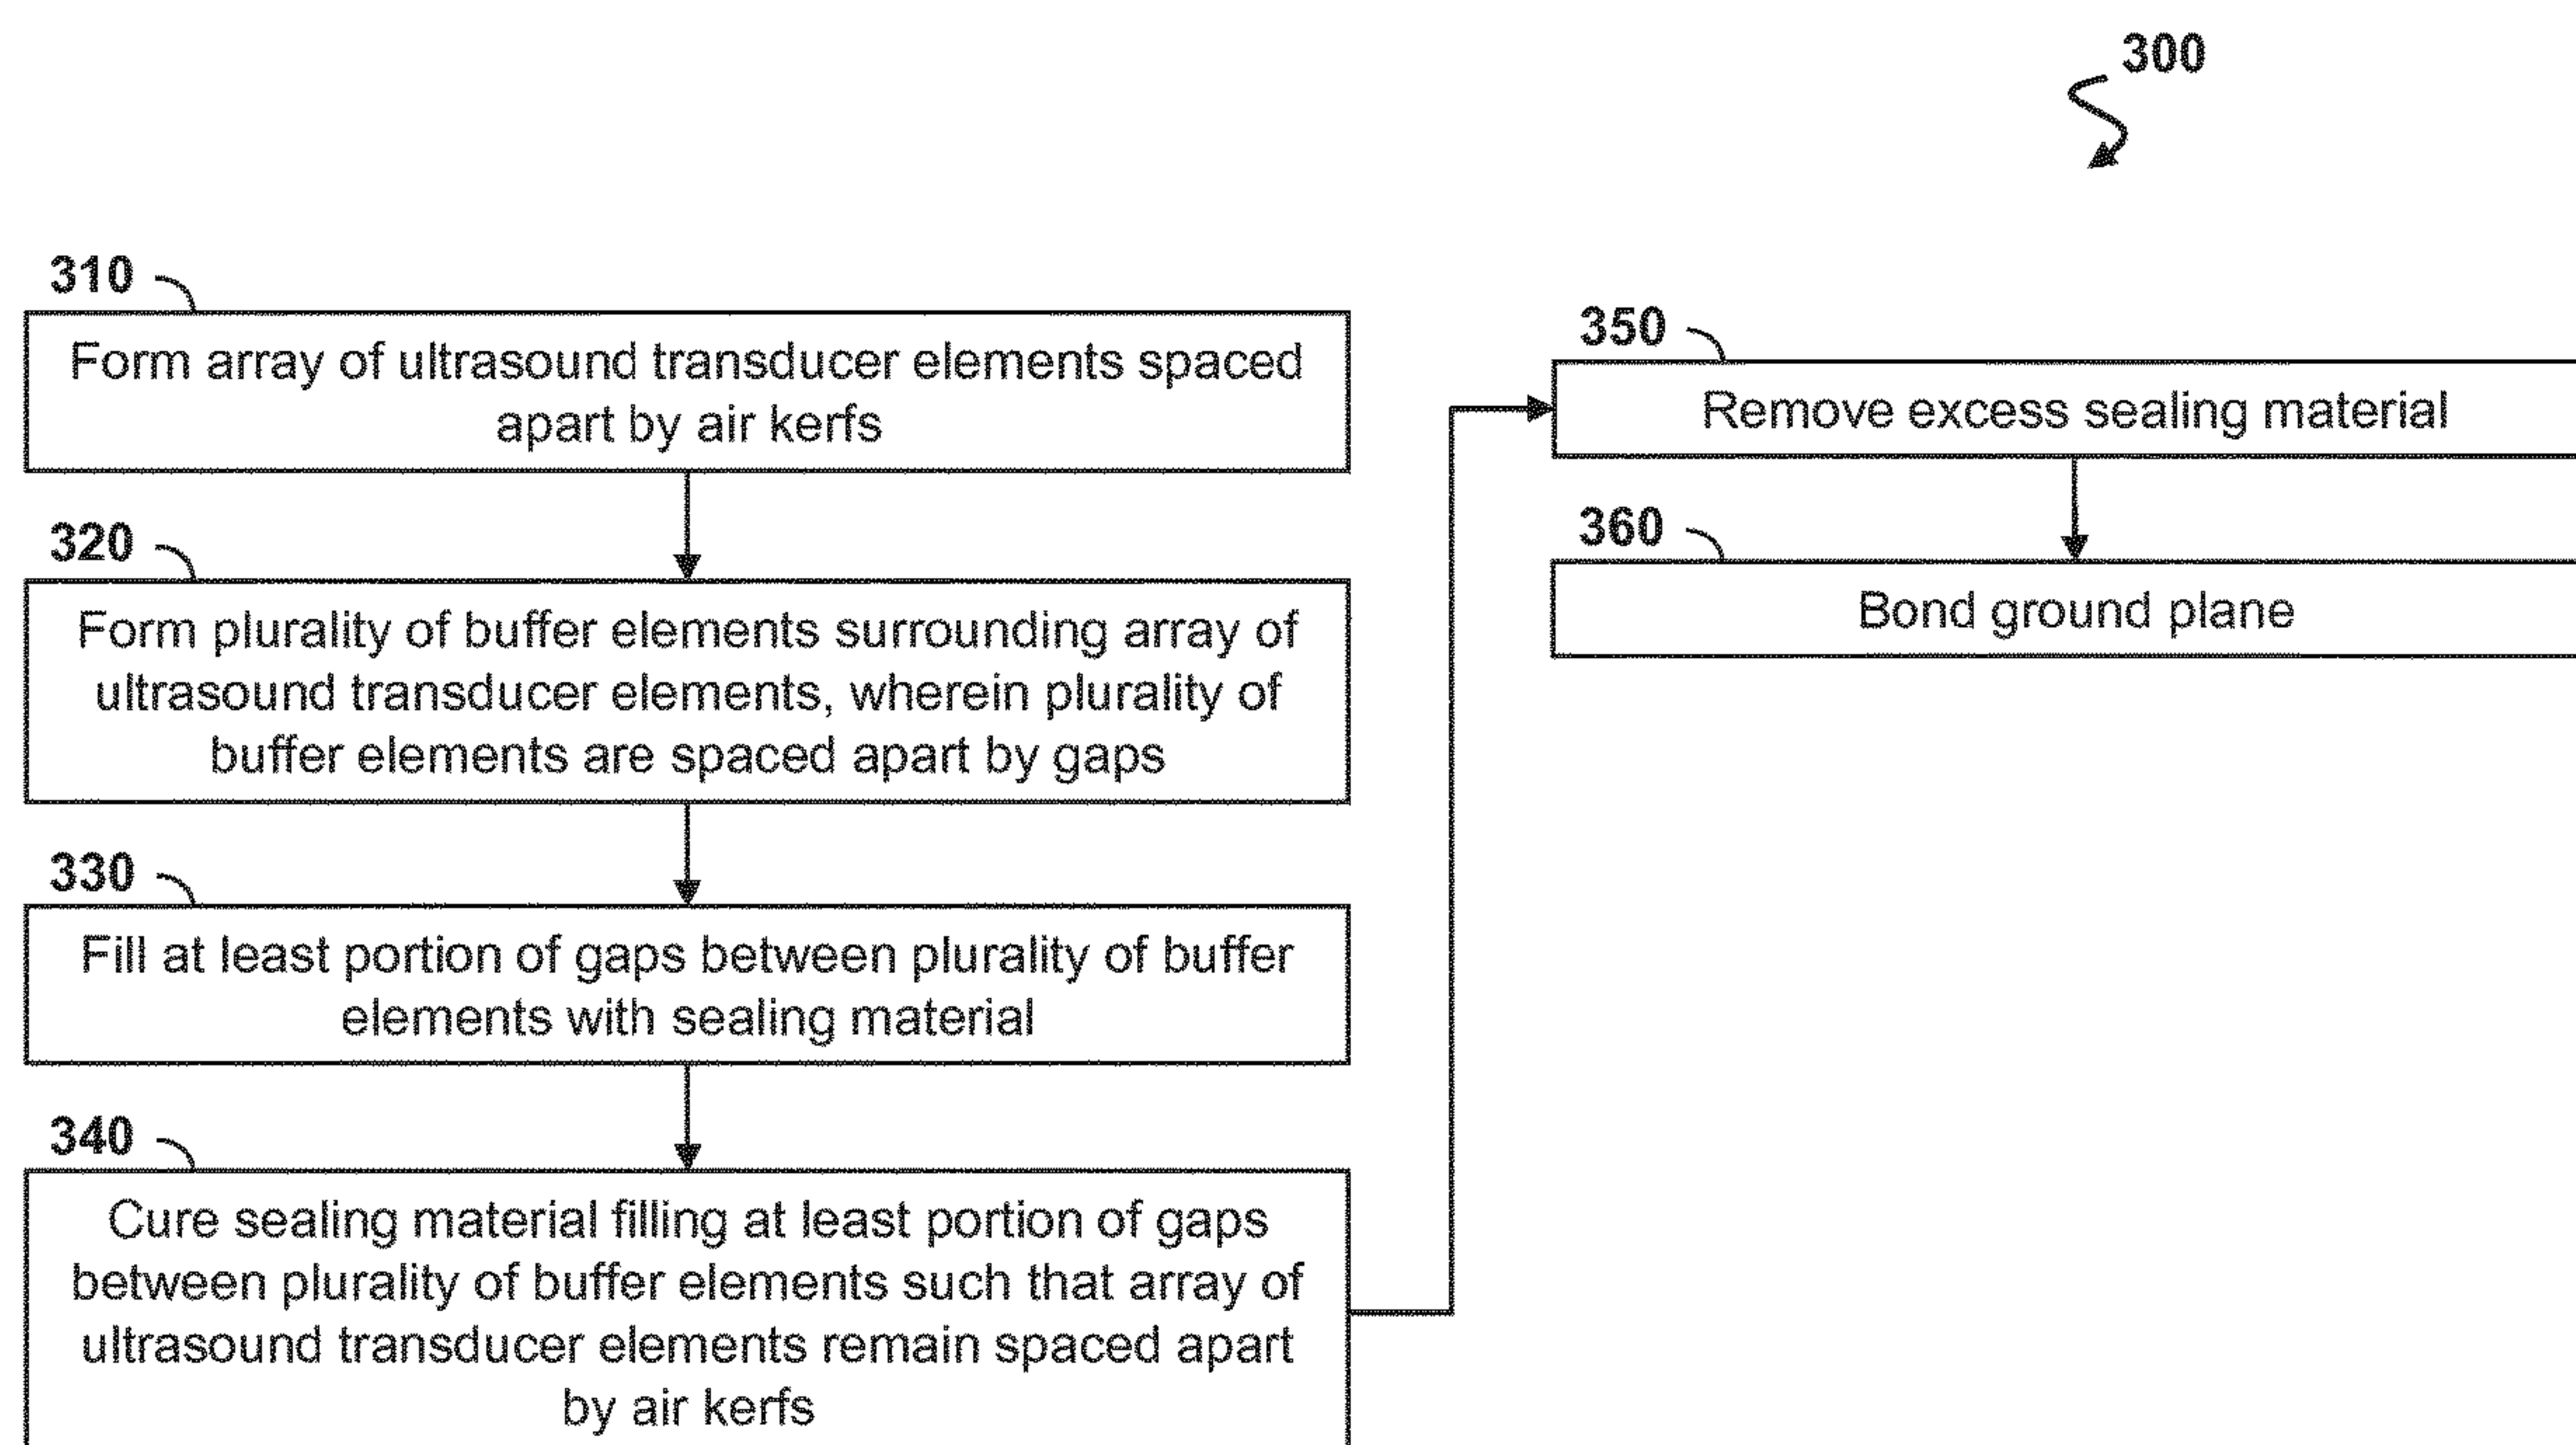 300
310
Form array of ultrasound transducer elements spaced
apart by air kerfs
320
Form plurality of buffer elements surrounding array of
ultrasound transducer elements, wherein plurality of
buffer elements are spaced apart by gaps
330
Fill at least portion of gaps between plurality of buffer
elements with sealing material
340
Cure sealing material filling at least portion of gaps
between plurality of buffer elements such that array of
ultrasound transducer elements remain spaced apart
by air kerfs
350
Remove excess sealing material
360
Bond ground plane